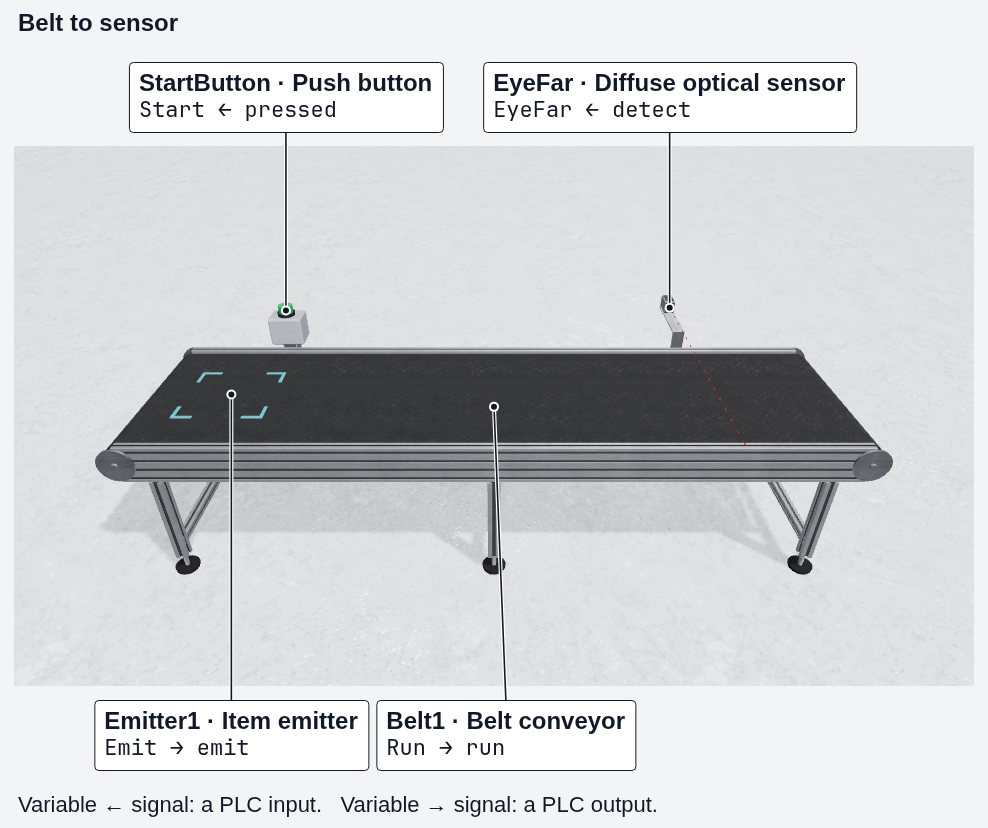 Belt to sensor
StartButton · Push button
Start ← pressed
EyeFar · Diffuse optical sensor
EyeFar ← detect
Emitter1 · Item emitter
Emit → emit
Belt1 · Belt conveyor
Run → run
Variable ← signal: a PLC input.   Variable → signal: a PLC output.